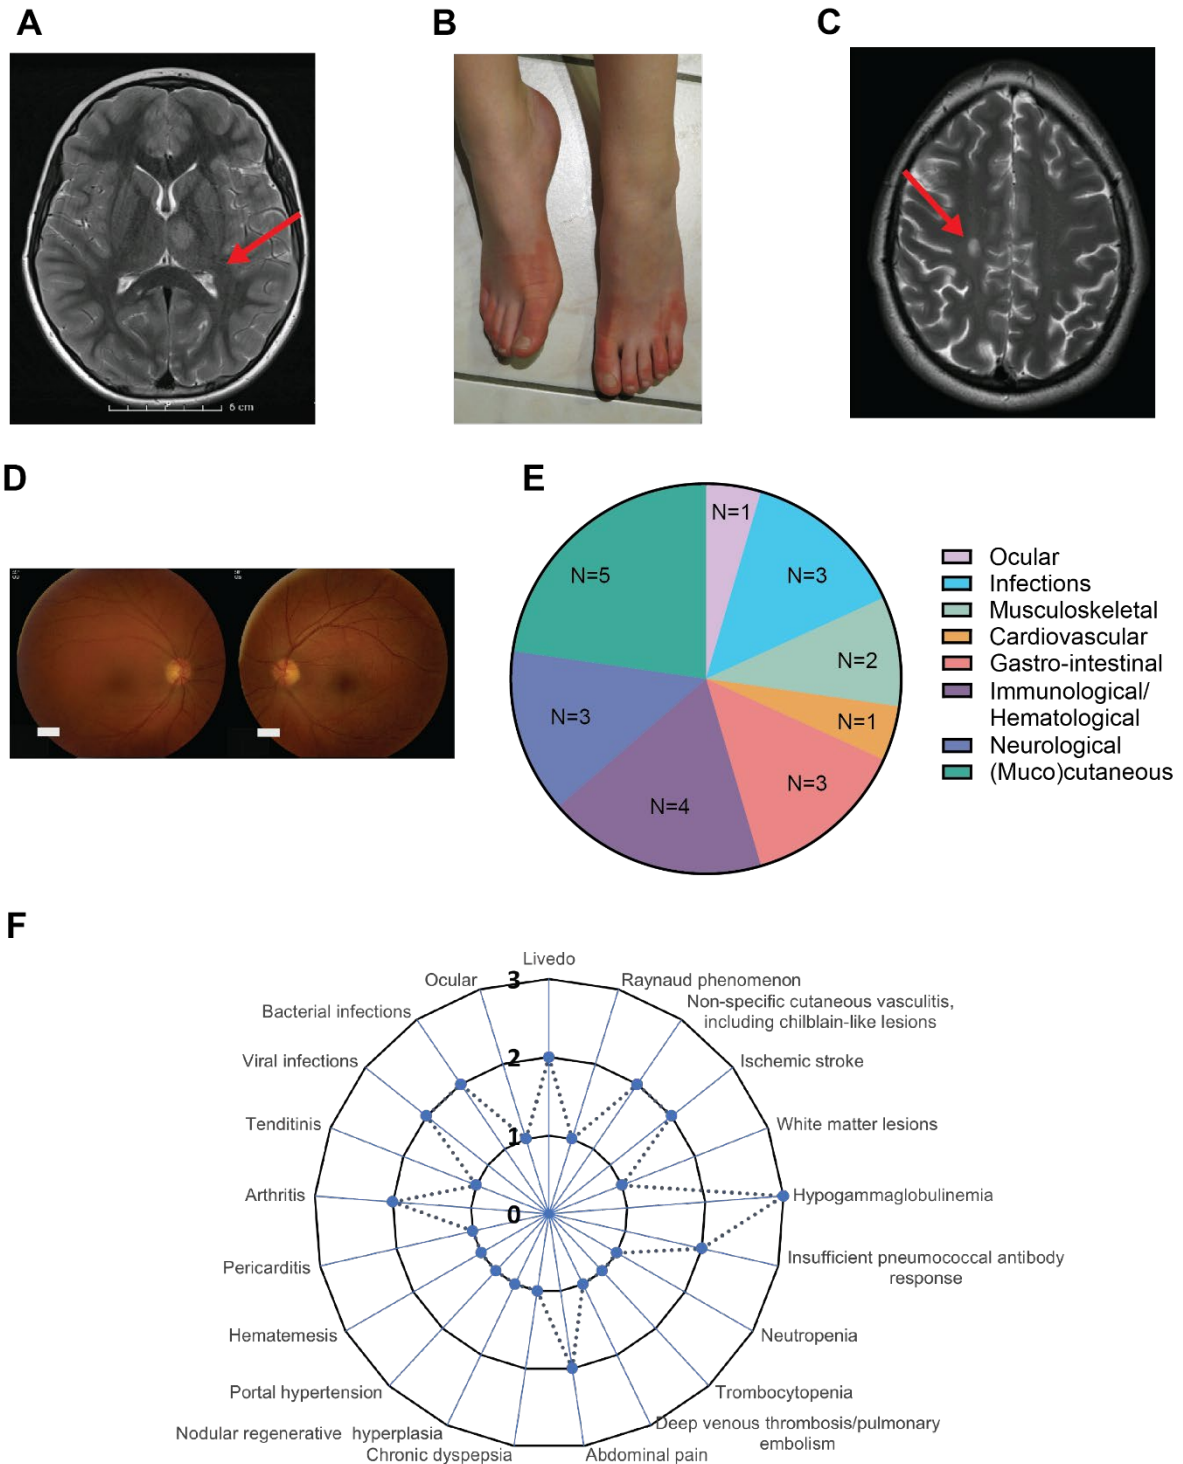 A
B
C
6 cm
D
E
N=1
N=3
N=5
N=2
N=1
N=3
N=3
N=4
Ocular
Infections
Musculoskeletal
Cardiovascular
Gastro-intestinal
Immunological/
Hematological
Neurological
(Muco)cutaneous
F
Livedo
Ocular
3
Raynaud phenomenon
Bacterial infections
Non-specific cutaneous vasculitis,
including chilblain-like lesions
Viral infections
2
Ischemic stroke
Tenditinis
1
White matter lesions
Arthritis
0
Hypogammaglobulinemia
Pericarditis
Insufficient pneumococcal antibody
response
Hematemesis
Neutropenia
Portal hypertension
Trombocytopenia
Nodular regenerative hyperplasia
Deep venous thrombosis/pulmonary
embolism
Chronic dyspepsia
Abdominal pain